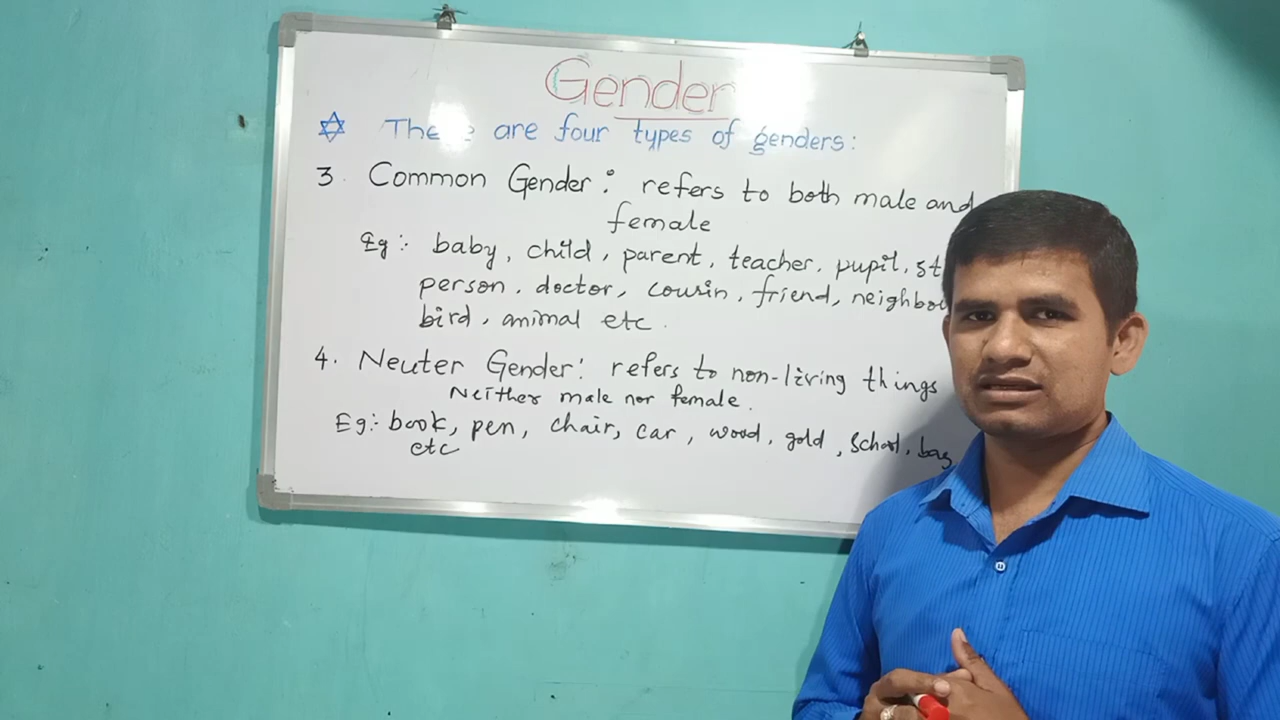 Gender
There are four types of genders:
3. Common Gender: refers to both male and
female
Eg:- baby, child, parent, teacher, pupil,
person, doctor, cousin, friend,
bird, animal etc.
4. Neuter Gender: refers to non-living things
Neither male nor female.
Eg:- book, pen, chair, car, wood, gold, school, bag
etc